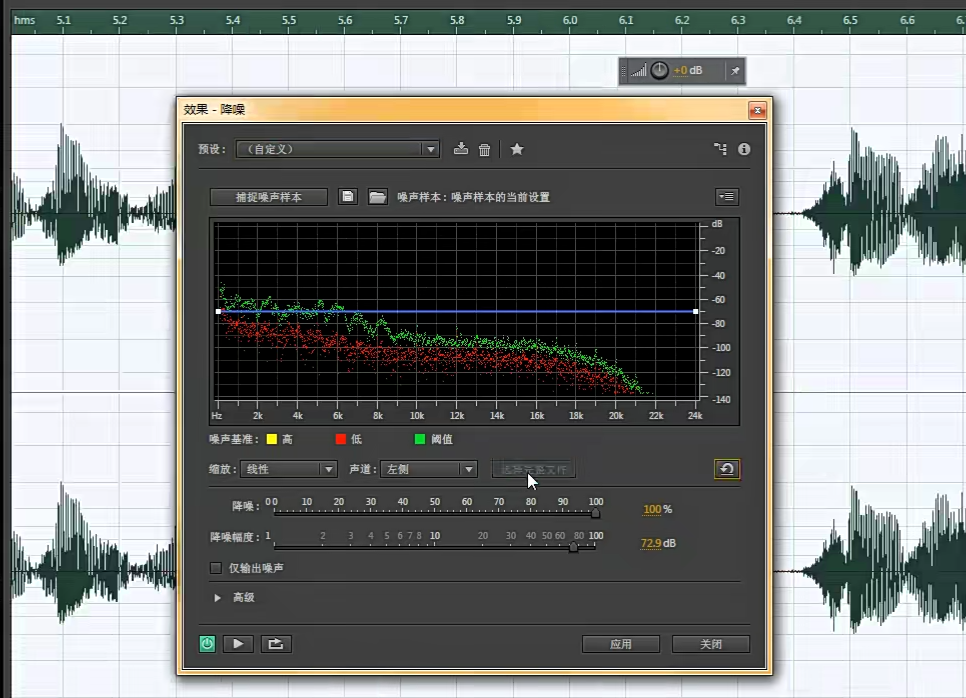 hms 5.1 5.2 5.3 5.4 5.5 5.6 5.7 5.8 5.9 6.0 6.1 6.2 6.3 6.4 6.5 6.6 6.
+0 dB
效果 - 降噪
预设: (自定义)
捕捉噪声样本 噪声样本: 噪声样本的当前设置
dB
-20
-40
-60
-80
-100
-120
-140
Hz 2k 4k 6k 8k 10k 12k 14k 16k 18k 20k 22k 24k
噪声基准: 高 低 阈值
缩放: 线性 声道: 左侧 选择完整文件
降噪: 0 0 10 20 30 40 50 60 70 80 90 100 100 %
降噪幅度: 1 2 3 4 5 6 7 8 10 20 30 40 50 60 80 100 72.9 dB
仅输出噪声
高级
应用 关闭